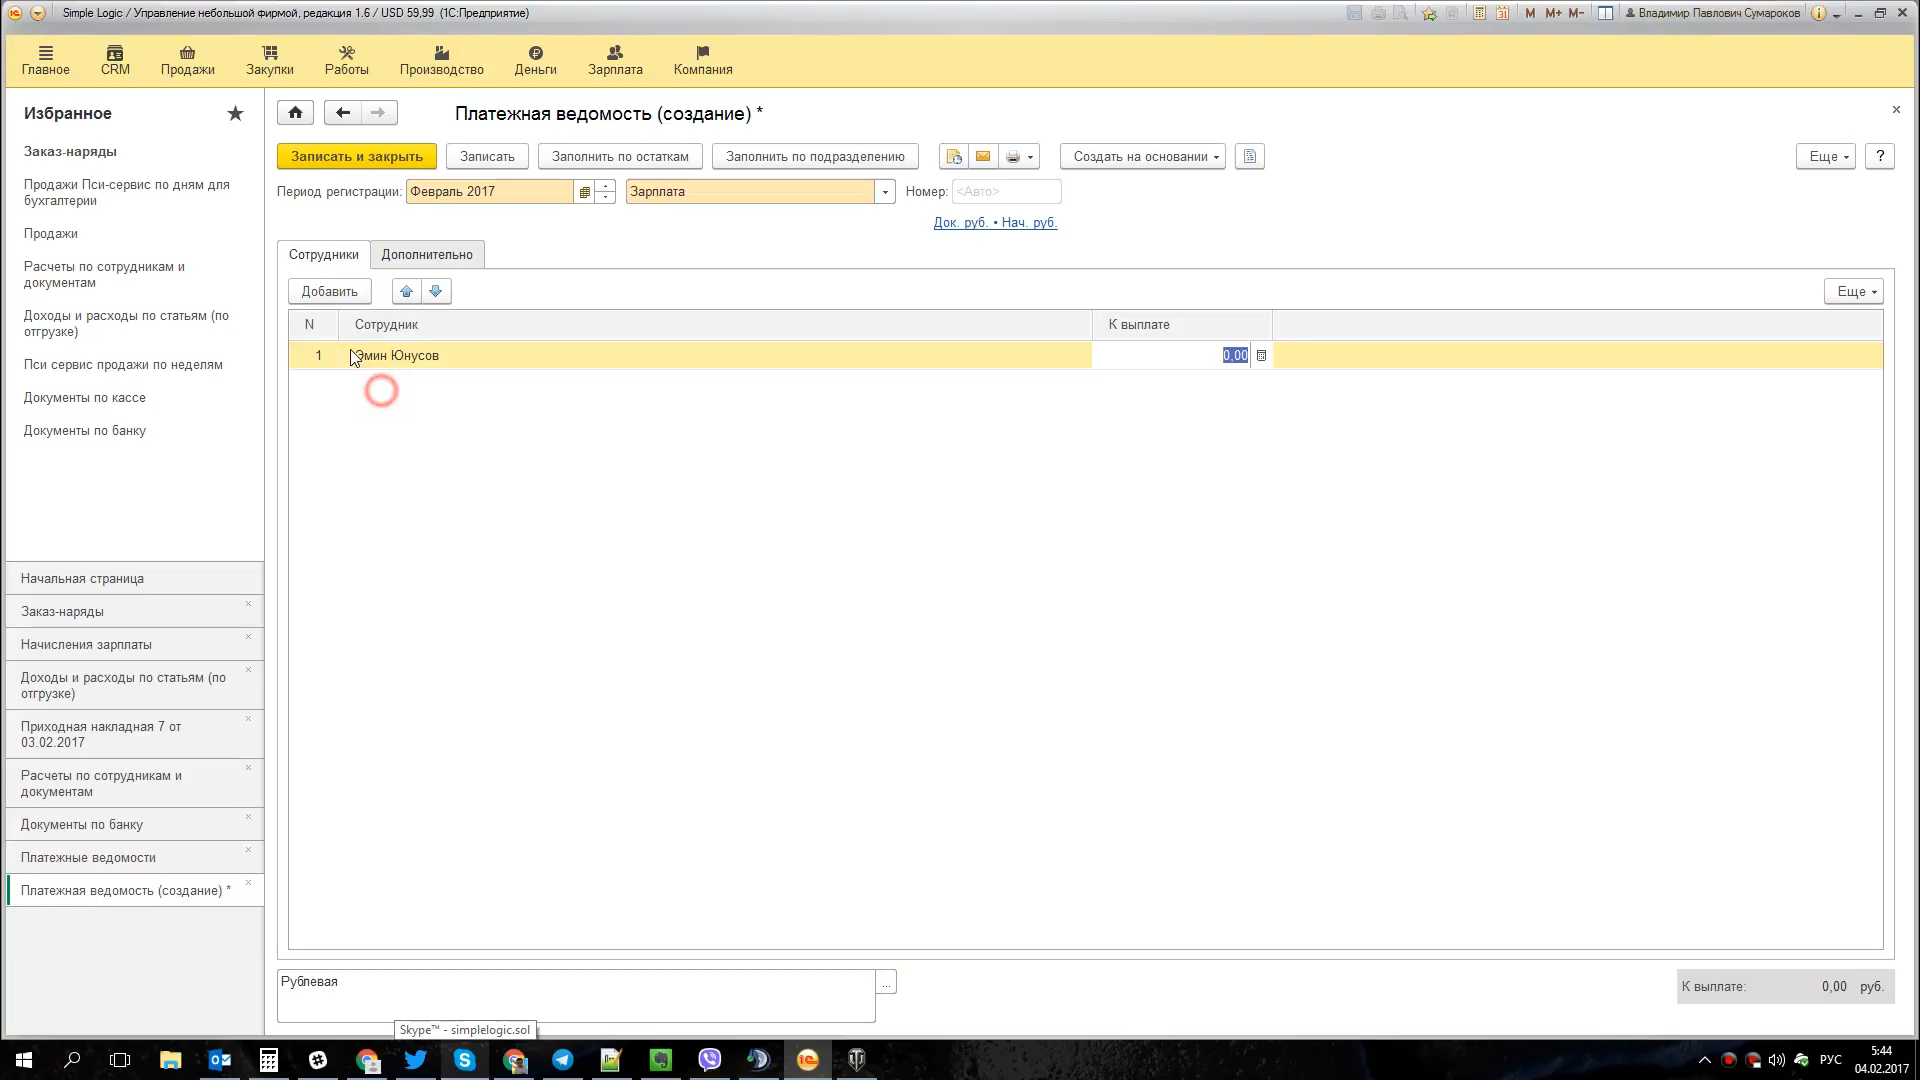 Simple Logic / Управление небольшой фирмой, редакция 1.6 / USD 59,99 (1С:Предприятие)
M M+ M- Владимир Павлович Сумароков
Главное CRM Продажи Закупки Работы Производство Деньги Зарплата Компания
Избранное
Заказ-наряды
Продажи Пси-сервис по дням для
бухгалтерии
Продажи
Расчеты по сотрудникам и
документам
Доходы и расходы по статьям (по
отгрузке)
Пси сервис продажи по неделям
Документы по кассе
Документы по банку
Начальная страница
Заказ-наряды
Начисления зарплаты
Доходы и расходы по статьям (по
отгрузке)
Приходная накладная 7 от
03.02.2017
Расчеты по сотрудникам и
документам
Документы по банку
Платежные ведомости
Платежная ведомость (создание) *
Платежная ведомость (создание) *
Записать и закрыть Записать Заполнить по остаткам Заполнить по подразделению Создать на основании Еще ?
Период регистрации: Февраль 2017 Зарплата Номер: <Авто>
Док. руб. • Нач. руб.
Сотрудники Дополнительно
Добавить Еще
N Сотрудник К выплате
1 Эмин Юнусов 0,00
Рублевая ...
К выплате: 0,00 руб.
Skype™ - simplelogic.sol
РУС
5:44
04.02.2017